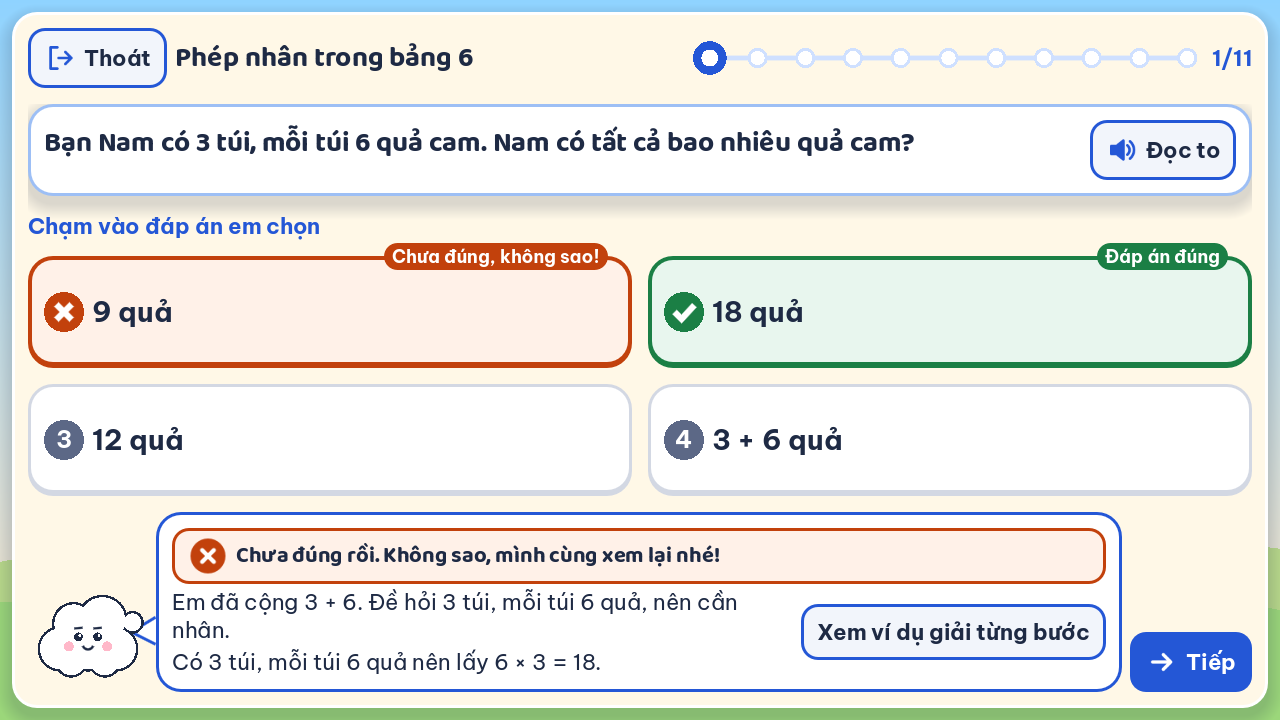 Thoát
Phép nhân trong bảng 6
1/11
Bạn Nam có 3 túi, mỗi túi 6 quả cam. Nam có tất cả bao nhiêu quả cam?
Đọc to
Chạm vào đáp án em chọn
Chưa đúng, không sao!
9 quả
Đáp án đúng
18 quả
3 12 quả
4 3 + 6 quả
Chưa đúng rồi. Không sao, mình cùng xem lại nhé!
Em đã cộng 3 + 6. Đề hỏi 3 túi, mỗi túi 6 quả, nên cần
nhân.
Có 3 túi, mỗi túi 6 quả nên lấy 6 × 3 = 18.
Xem ví dụ giải từng bước
Tiếp